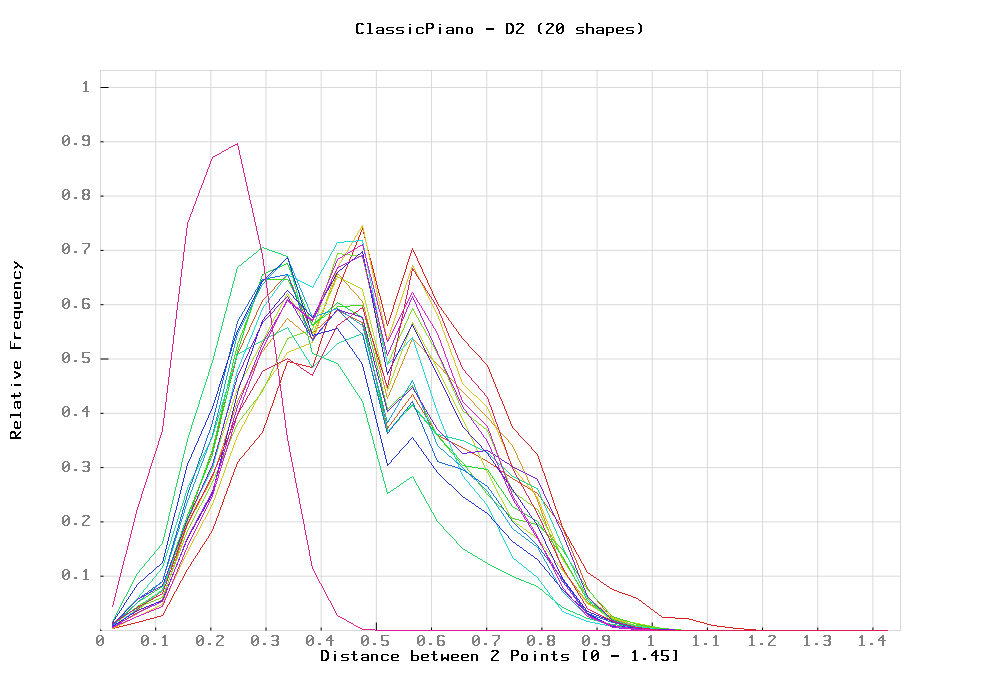 ClassicPiano - D2 (20 shapes)
1
0.9
0.8
0.7
0.6
0.5
0.4
0.3
0.2
0.1
Relative Frequency
0 0.1 0.2 0.3 0.4 0.5 0.6 0.7 0.8 0.9 1 1.1 1.2 1.3 1.4
Distance between 2 Points [0 - 1.45]